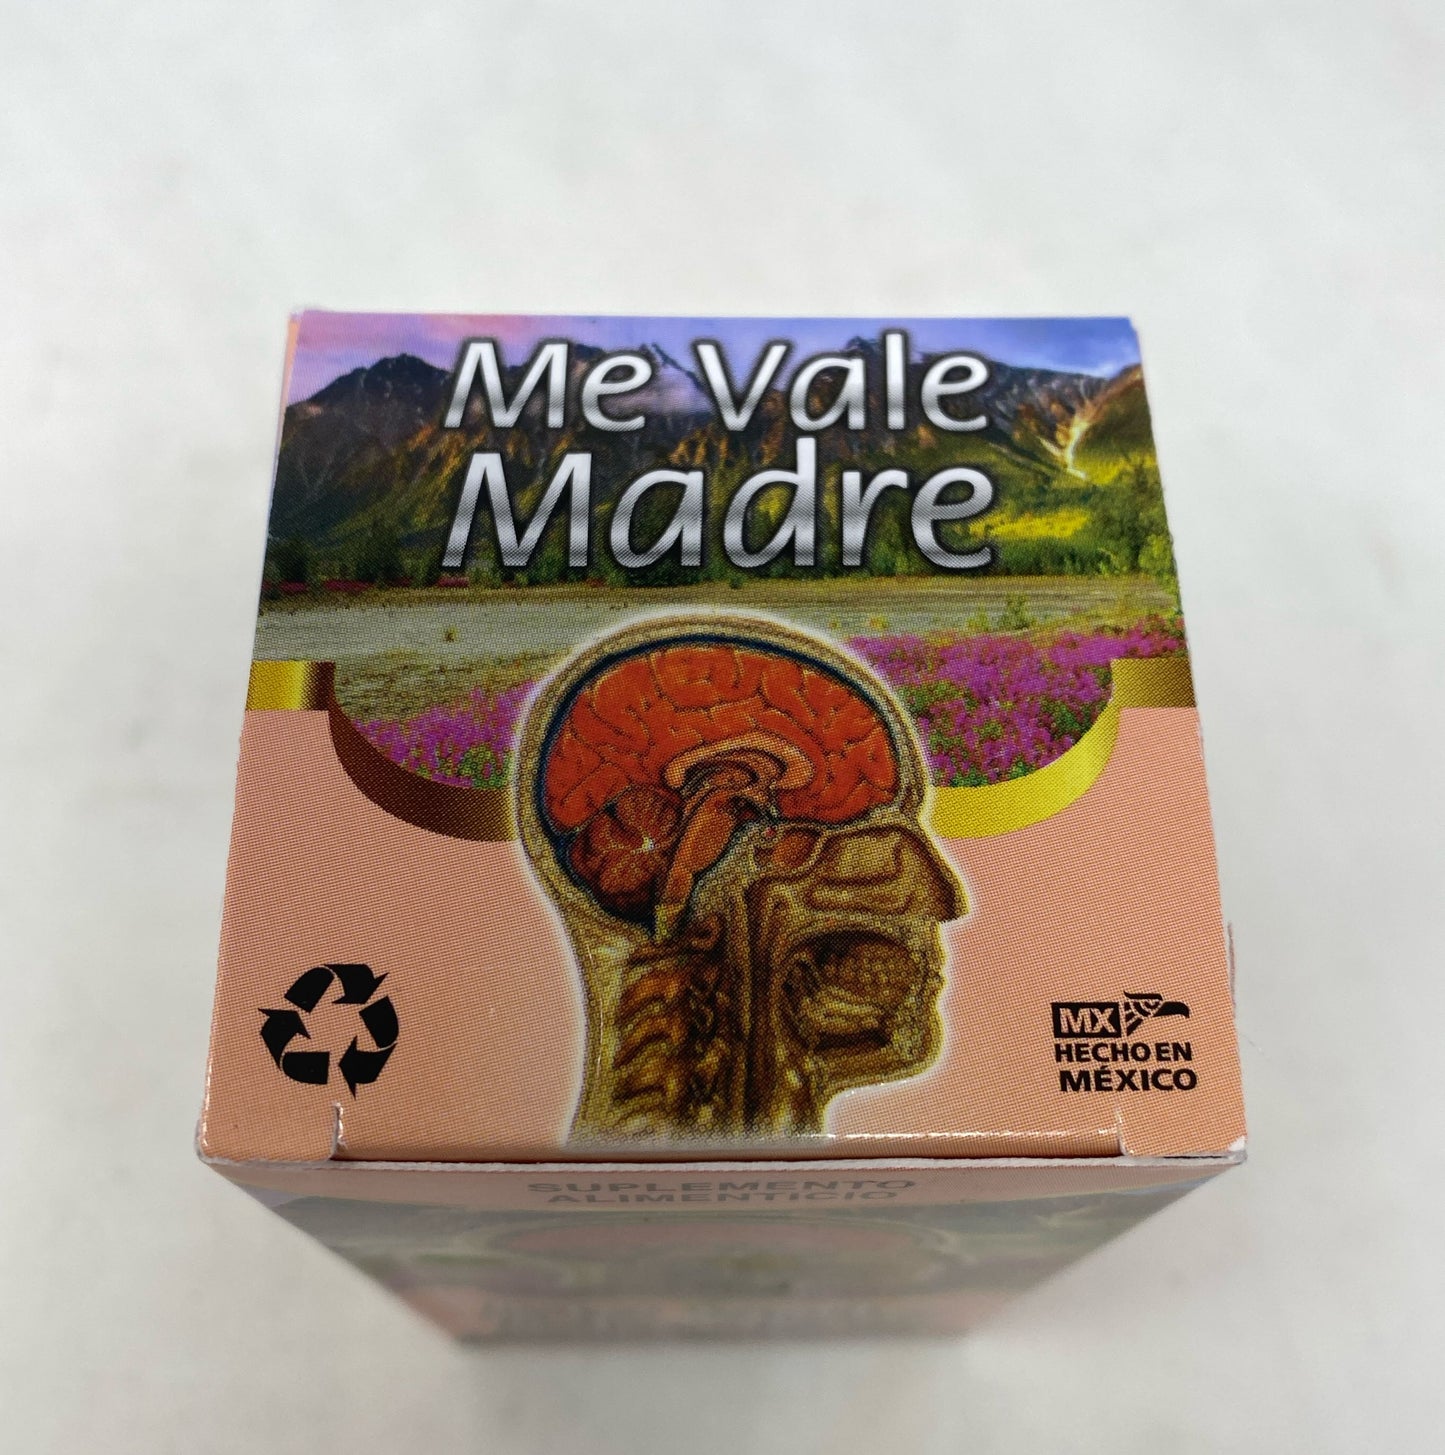 Me Vale
Madre
MX
HECHO EN
MÉXICO
SUPLEMENTO
ALIMENTICIO